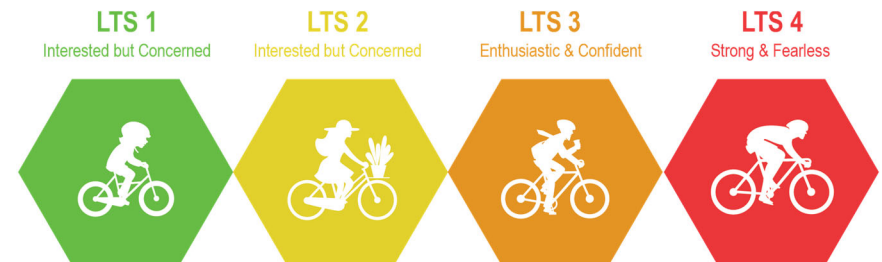 LTS 1
Interested but Concerned
LTS 2
Interested but Concerned
LTS 3
Enthusiastic & Confident
LTS 4
Strong & Fearless